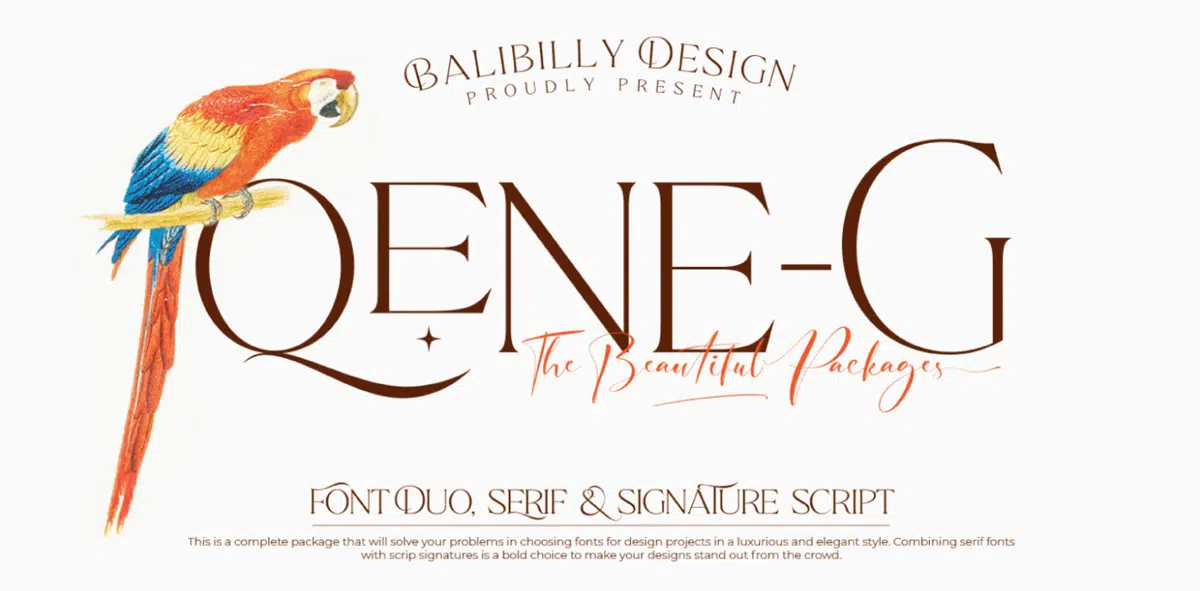 BALIBILLY DESIGN
PROUDLY PRESENT
QENE-G
The Beautiful Packages
FONT DUO, SERIF & SIGNATURE SCRIPT
This is a complete package that will solve your problems in choosing fonts for design projects in a luxurious and elegant style. Combining serif fonts
with scrip signatures is a bold choice to make your designs stand out from the crowd.